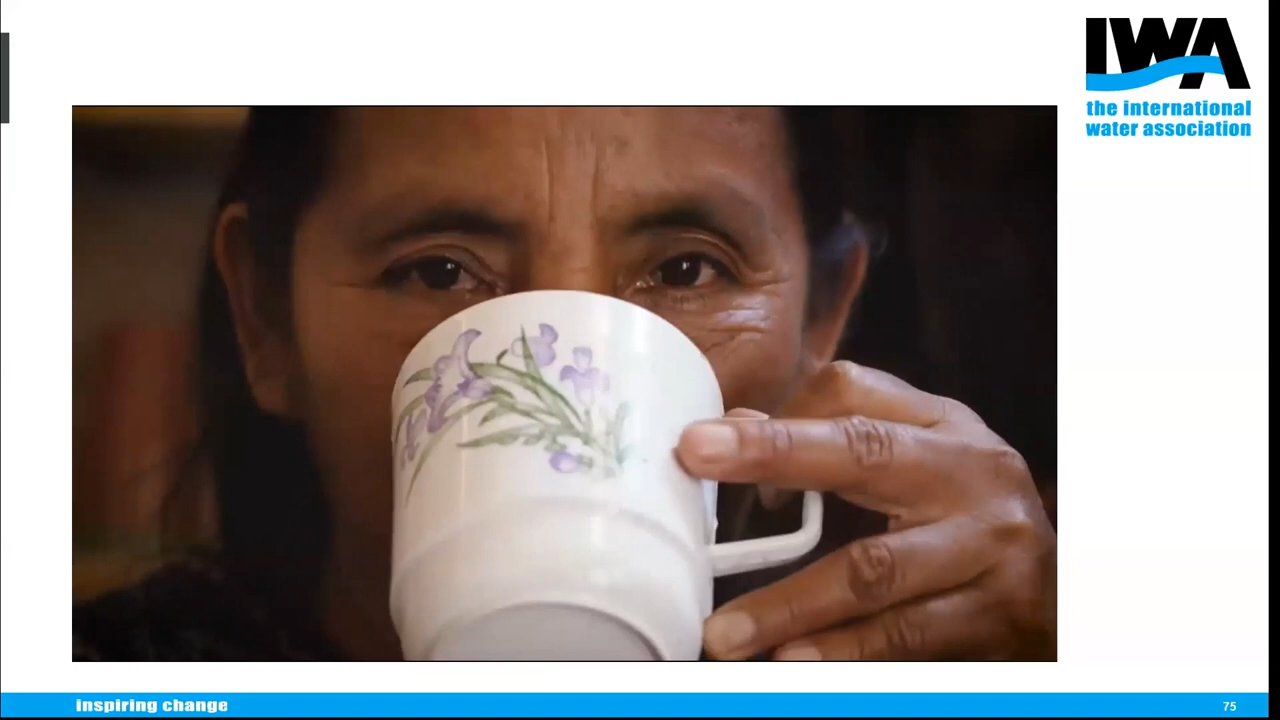 IWA
the international
water association
inspiring change
75